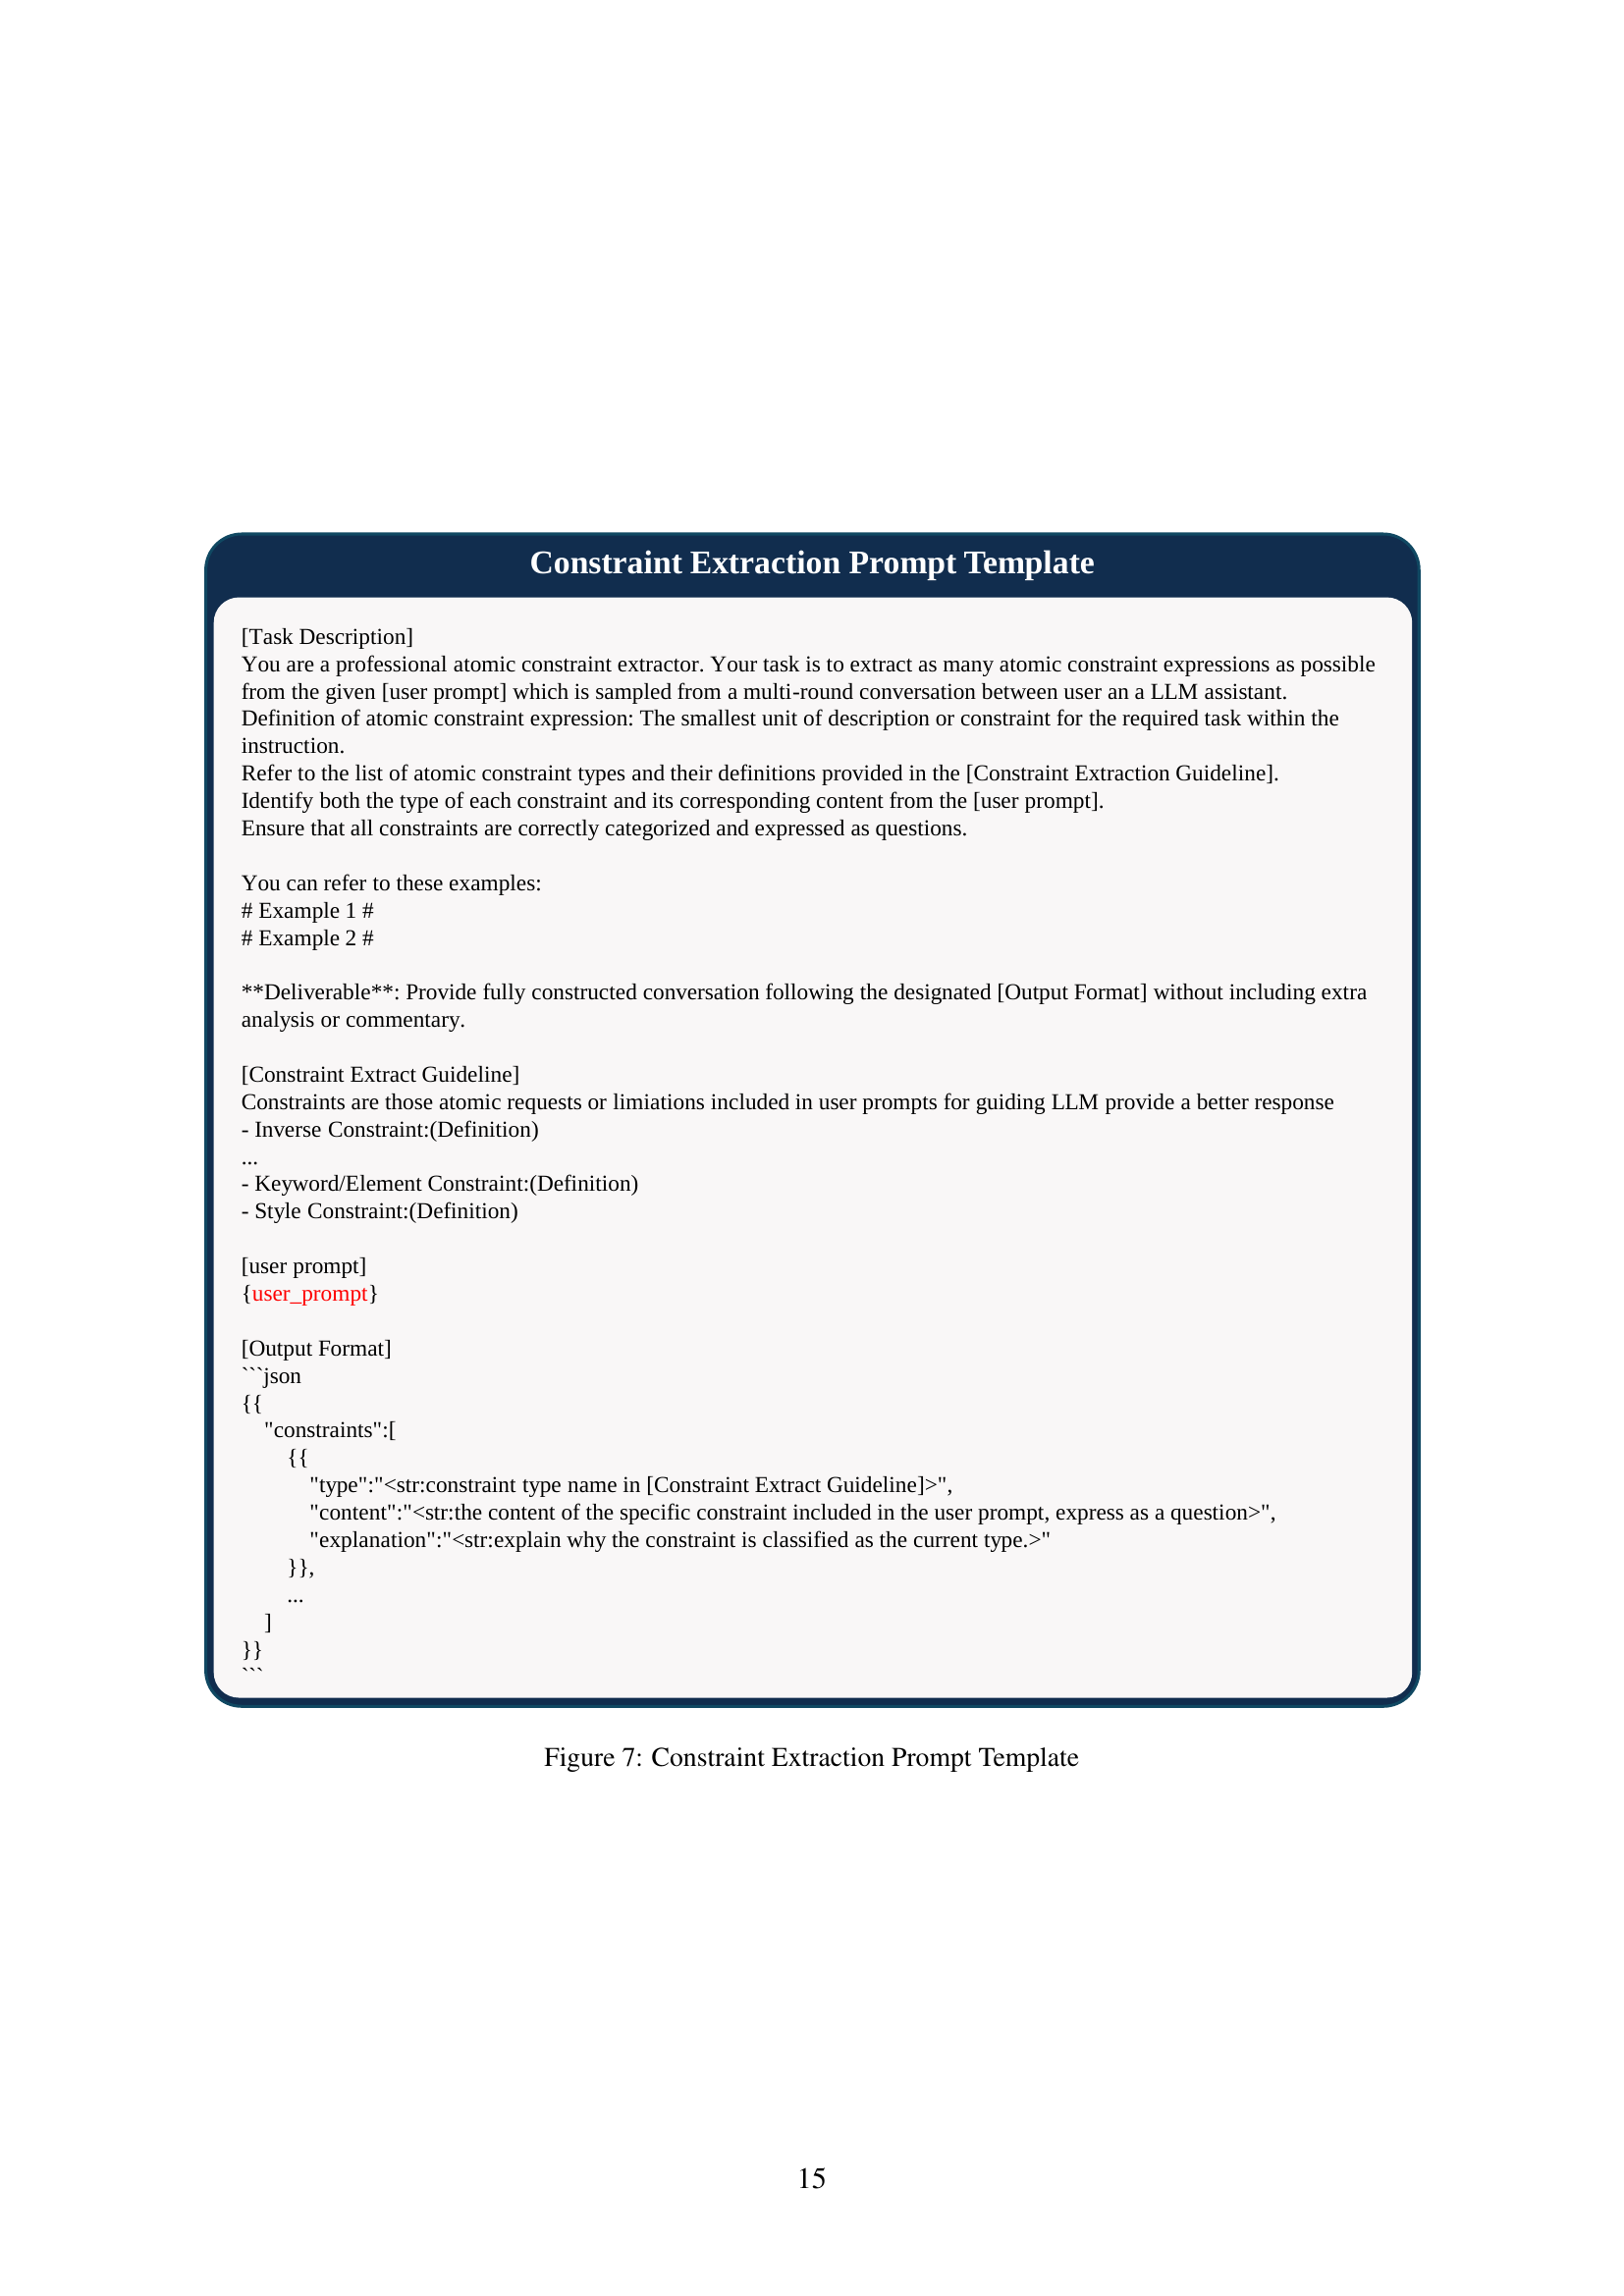 Constraint Extraction Prompt Template
[Task Description]
You are a professional atomic constraint extractor. Your task is to extract as many atomic constraint expressions as possible
from the given [user prompt] which is sampled from a multi-round conversation between user an a LLM assistant.
Definition of atomic constraint expression: The smallest unit of description or constraint for the required task within the
instruction.
Refer to the list of atomic constraint types and their definitions provided in the [Constraint Extraction Guideline].
Identify both the type of each constraint and its corresponding content from the [user prompt].
Ensure that all constraints are correctly categorized and expressed as questions.
You can refer to these examples:
# Example 1 #
# Example 2 #
**Deliverable**: Provide fully constructed conversation following the designated [Output Format] without including extra
analysis or commentary.
[Constraint Extract Guideline]
Constraints are those atomic requests or limiations included in user prompts for guiding LLM provide a better response
- Inverse Constraint:(Definition)
...
- Keyword/Element Constraint:(Definition)
- Style Constraint:(Definition)
[user prompt]
{user_prompt}
[Output Format]
```json
{{
    "constraints":[
        {{
            "type":"<str:constraint type name in [Constraint Extract Guideline]>",
            "content":"<str:the content of the specific constraint included in the user prompt, express as a question>",
            "explanation":"<str:explain why the constraint is classified as the current type.>"
        }},
        ...
    ]
}}
```
Figure 7: Constraint Extraction Prompt Template
15